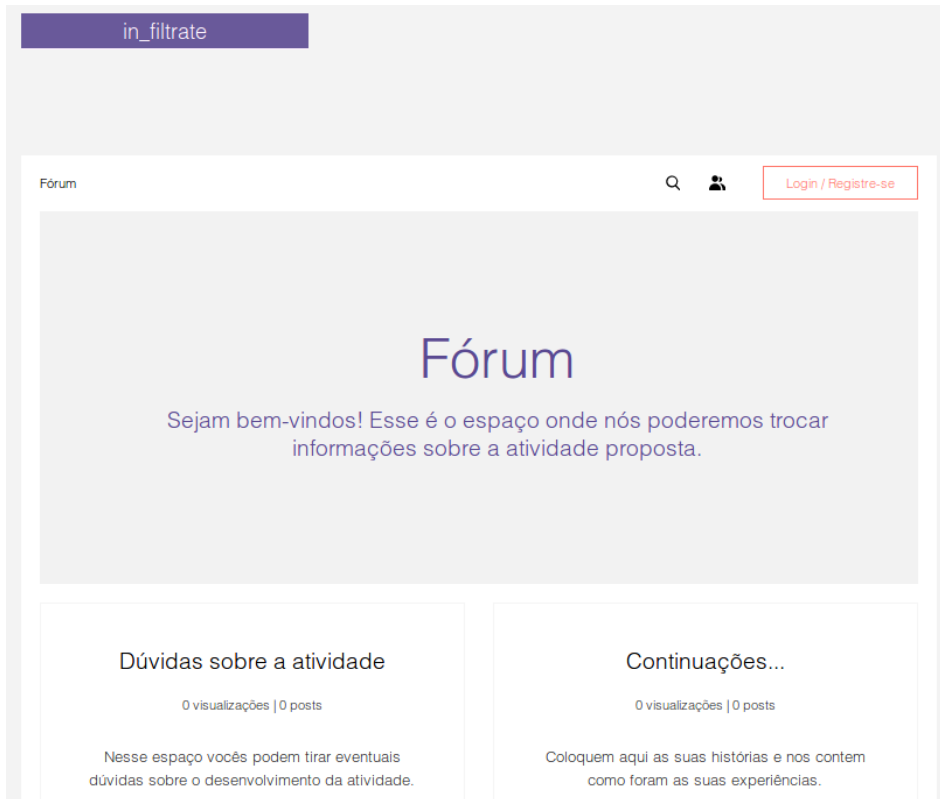 in_filtrate
Fórum
Login / Registre-se
Fórum
Sejam bem-vindos! Esse é o espaço onde nós poderemos trocar
informações sobre a atividade proposta.
Dúvidas sobre a atividade
0 visualizações | 0 posts
Nesse espaço vocês podem tirar eventuais
dúvidas sobre o desenvolvimento da atividade.
Continuações...
0 visualizações | 0 posts
Coloquem aqui as suas histórias e nos contem
como foram as suas experiências.